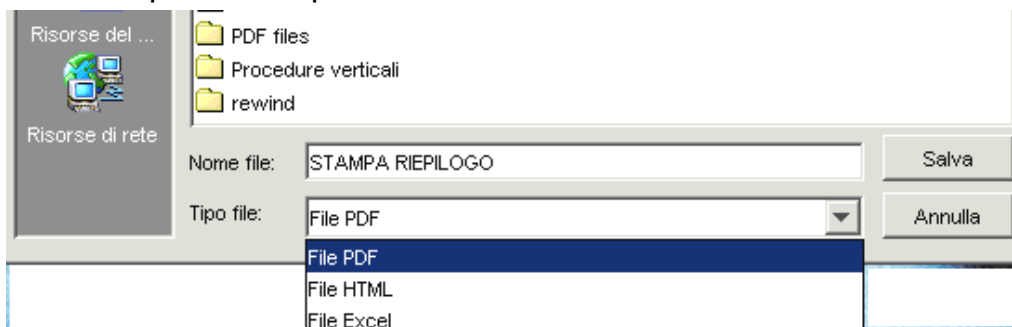 Risorse del ...
PDF files
Procedure verticali
rewind
Risorse di rete
Nome file:
STAMPA RIEPILOGO
Salva
Tipo file:
File PDF
Annulla
File PDF
File HTML
File Excel